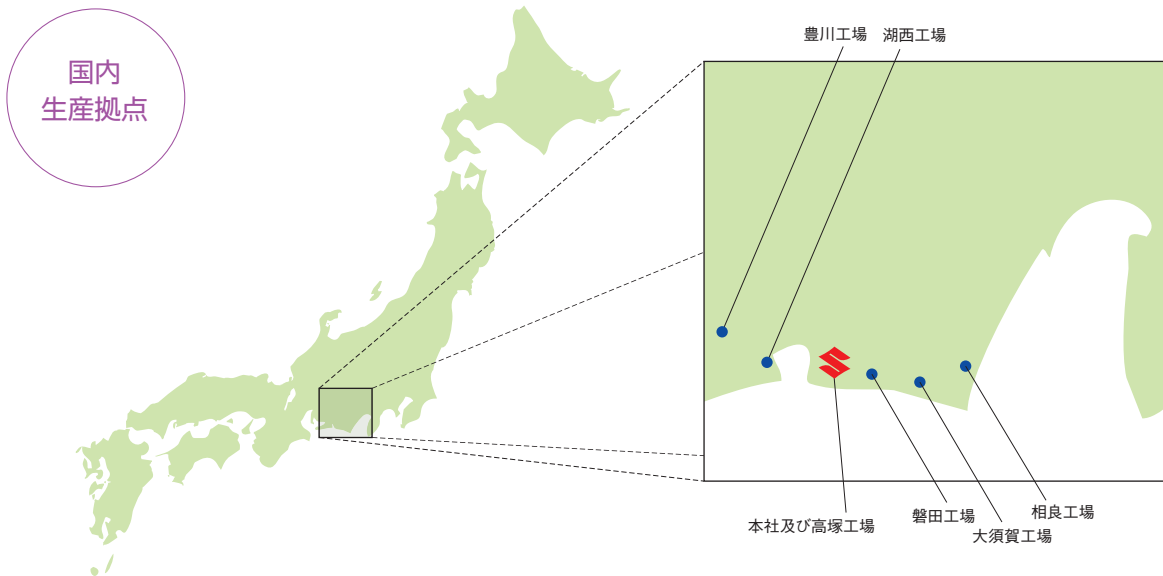 国内
生産拠点
豊川工場
湖西工場
本社及び高塚工場
磐田工場
大須賀工場
相良工場